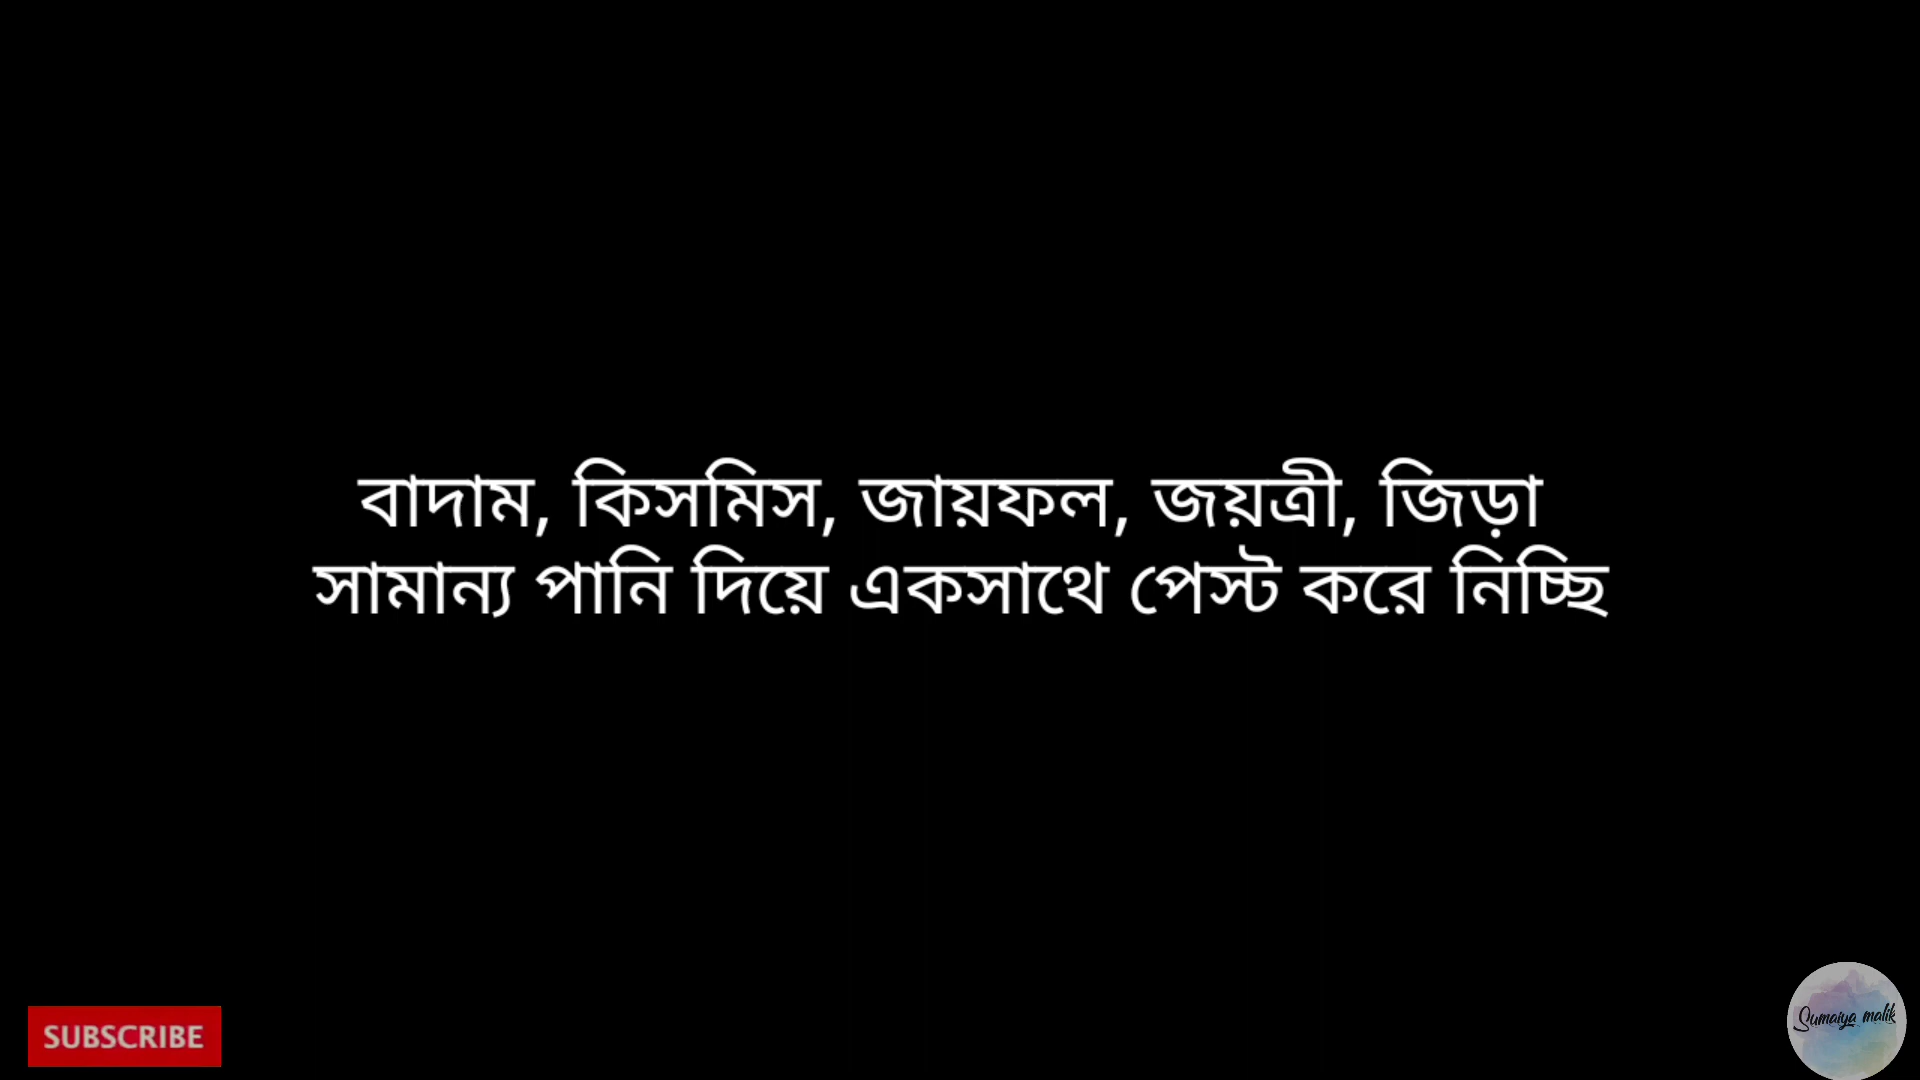 বাদাম, কিসমিস, জায়ফল, জয়ত্রী, জিড়া
সামান্য পানি দিয়ে একসাথে পেস্ট করে নিচ্ছি
SUBSCRIBE
Sumaiya malik